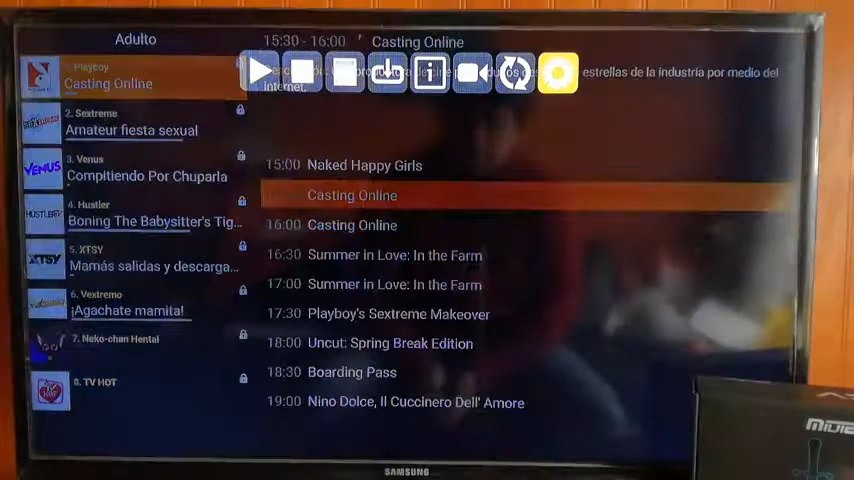 Adulto
15:30 - 16:00 Casting Online
1. Playboy
Casting Online
estrellas de la industria por medio del
internet.
2. Sextreme
Amateur fiesta sexual
3. Venus
Compitiendo Por Chuparla
4. Hustler
Boning The Babysitter's Tig...
5. XTSY
Mamás salidas y descarga...
6. Vextremo
¡Agachate mamita!
7. Neko-chan Hentai
8. TV HOT
15:00 Naked Happy Girls
Casting Online
16:00 Casting Online
16:30 Summer in Love: In the Farm
17:00 Summer in Love: In the Farm
17:30 Playboy's Sextreme Makeover
18:00 Uncut: Spring Break Edition
18:30 Boarding Pass
19:00 Nino Dolce, Il Cuccinero Dell' Amore
VENUS
HUSTLER
XTSY
SAMSUNG